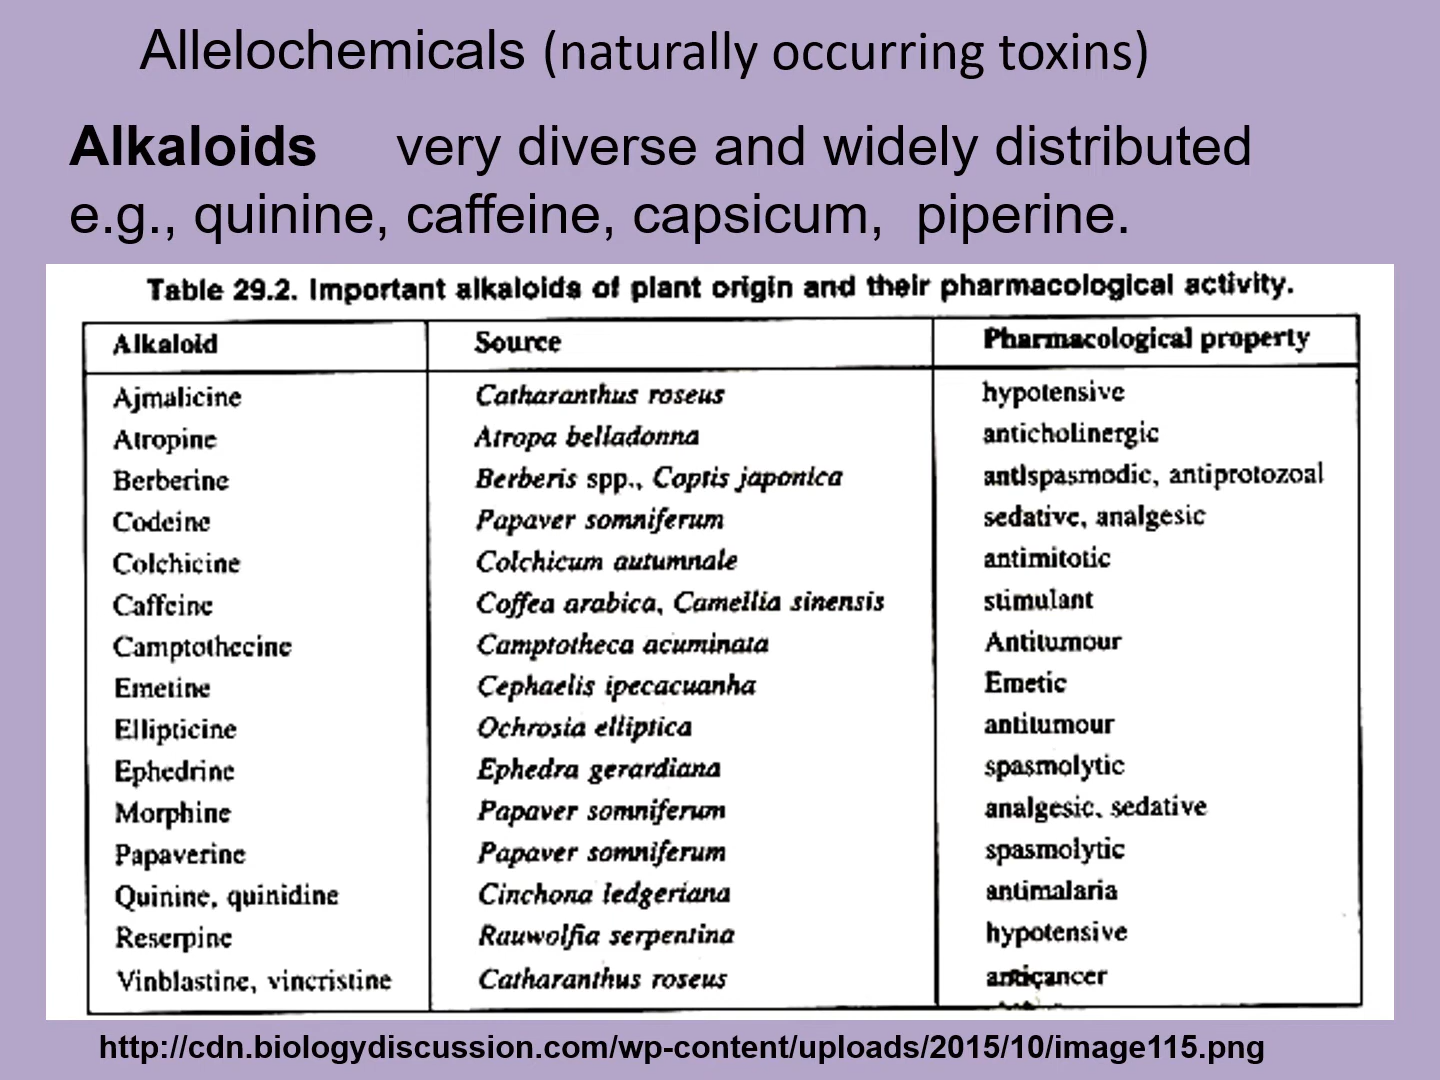 Allelochemicals (naturally occurring toxins)
Alkaloids very diverse and widely distributed
e.g., quinine, caffeine, capsicum, piperine.
Table 29.2. Important alkaloids of plant origin and their pharmacological activity.
Alkaloid Source Pharmacological property
Ajmalicine Catharanthus roseus hypotensive
Atropine Atropa belladonna anticholinergic
Berberine Berberis spp., Coptis japonica antispasmodic, antiprotozoal
Codeine Papaver somniferum sedative, analgesic
Colchicine Colchicum autumnale antimitotic
Caffeine Coffea arabica, Camellia sinensis stimulant
Camptothecine Camptotheca acuminata Antitumour
Emetine Cephaelis ipecacuanha Emetic
Ellipticine Ochrosia elliptica antitumour
Ephedrine Ephedra gerardiana spasmolytic
Morphine Papaver somniferum analgesic, sedative
Papaverine Papaver somniferum spasmolytic
Quinine, quinidine Cinchona ledgeriana antimalaria
Reserpine Rauwolfia serpentina hypotensive
Vinblastine, vincristine Catharanthus roseus anticancer
http://cdn.biologydiscussion.com/wp-content/uploads/2015/10/image115.png